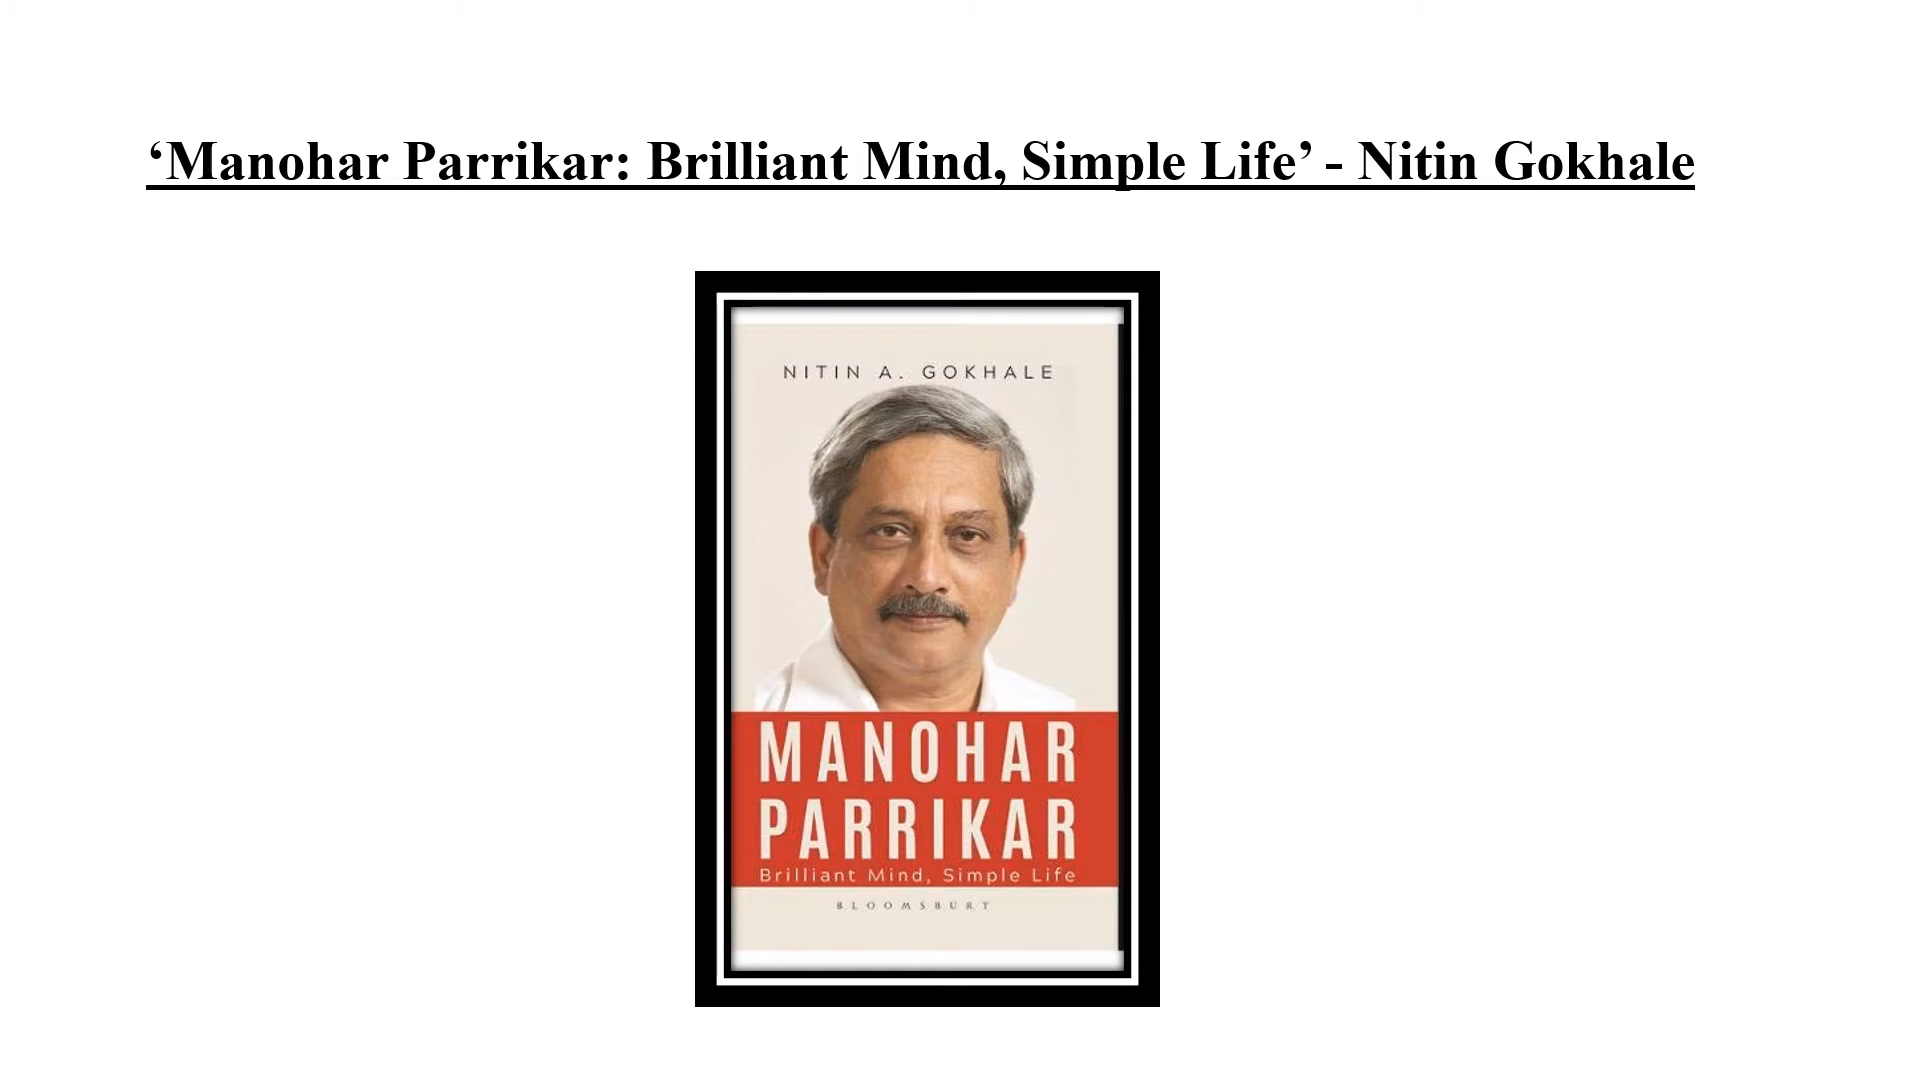 ‘Manohar Parrikar: Brilliant Mind, Simple Life’ - Nitin Gokhale
NITIN A. GOKHALE
MANOHAR
PARRIKAR
Brilliant Mind, Simple Life
BLOOMSBURY